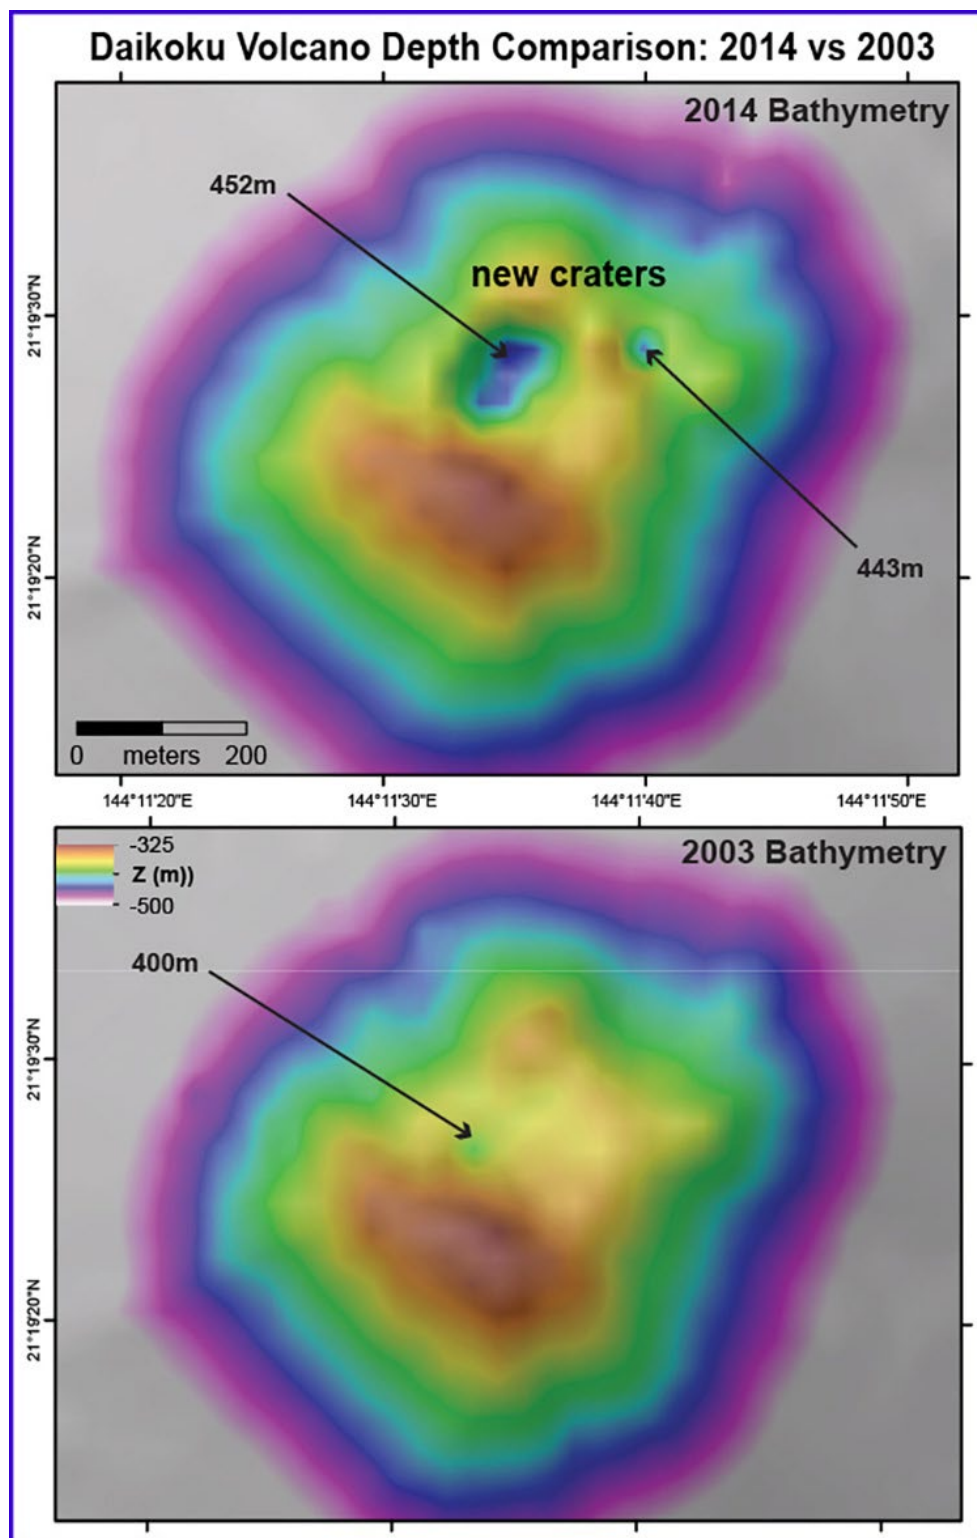 Daikoku Volcano Depth Comparison: 2014 vs 2003
2014 Bathymetry
452m
new craters
21°19'30"N
443m
21°19'20"N
0 meters 200
144°11'20"E 144°11'30"E 144°11'40"E 144°11'50"E
2003 Bathymetry
-325
Z (m))
-500
400m
21°19'30"N
21°19'20"N